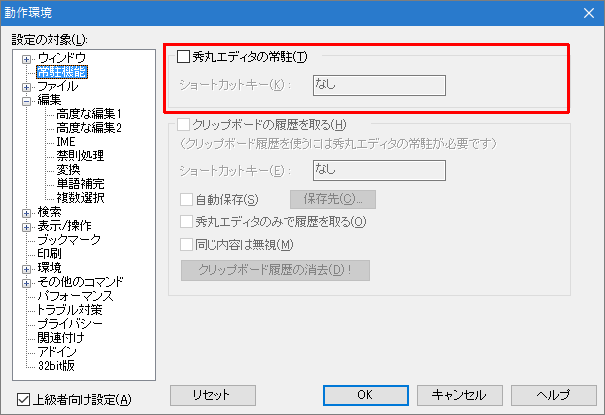 動作環境
設定の対象(L):
ウィンドウ
常駐機能
ファイル
編集
高度な編集1
高度な編集2
IME
禁則処理
変換
単語補完
複数選択
検索
表示/操作
ブックマーク
印刷
環境
その他のコマンド
パフォーマンス
トラブル対策
プライバシー
関連付け
アドイン
32bit版
上級者向け設定(A)
秀丸エディタの常駐(T)
ショートカットキー(K): なし
クリップボードの履歴を取る(H)
(クリップボード履歴を使うには秀丸エディタの常駐が必要です)
ショートカットキー(E): なし
自動保存(S) 保存先(C)...
秀丸エディタのみで履歴を取る(O)
同じ内容は無視(M)
クリップボード履歴の消去(D)!
リセット OK キャンセル ヘルプ